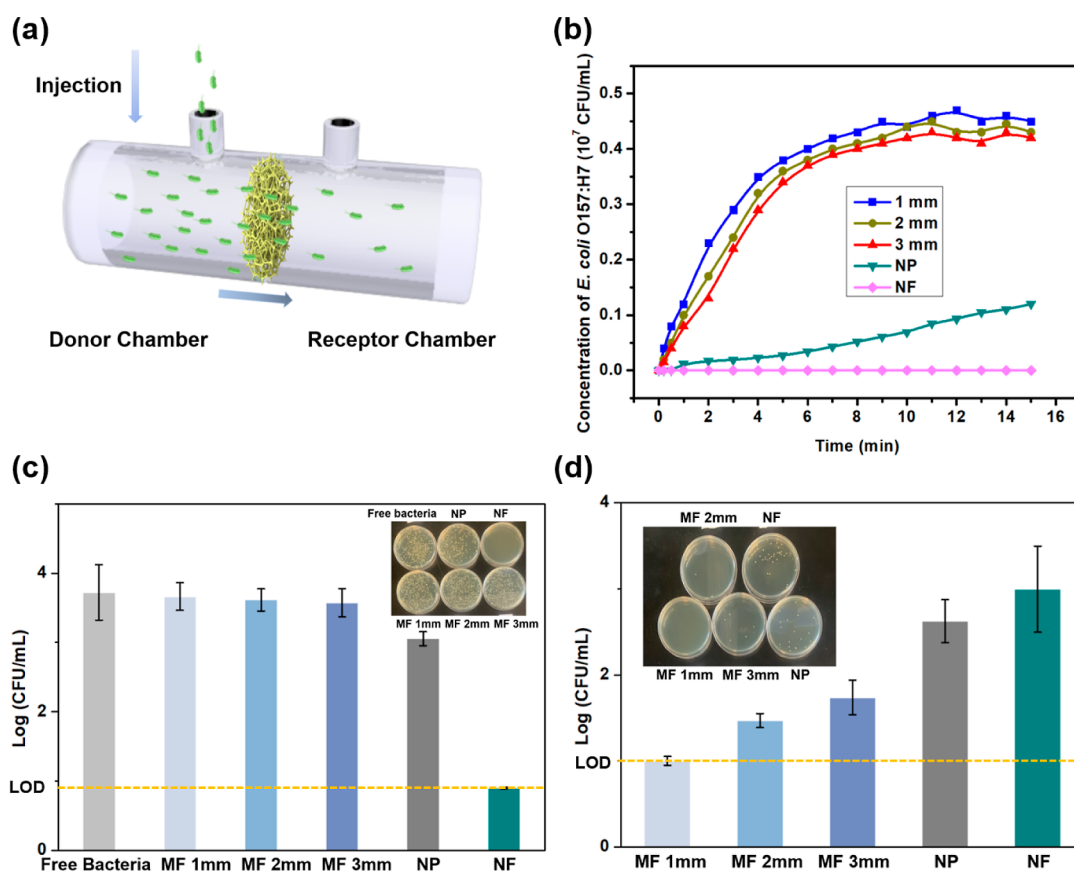 (a)
Injection
Donor Chamber
Receptor Chamber
(b)
Concentration of E. coli O157:H7 (10⁷ CFU/mL)
0.5
0.4
0.3
0.2
0.1
0.0
1 mm
2 mm
3 mm
NP
NF
0 2 4 6 8 10 12 14 16
Time (min)
(c)
Log (CFU/mL)
4
2
LOD
0
Free bacteria NP NF
MF 1mm MF 2mm MF 3mm
Free Bacteria MF 1mm MF 2mm MF 3mm NP NF
(d)
Log (CFU/mL)
4
2
LOD
0
MF 2mm NF
MF 1mm MF 3mm NP
MF 1mm MF 2mm MF 3mm NP NF